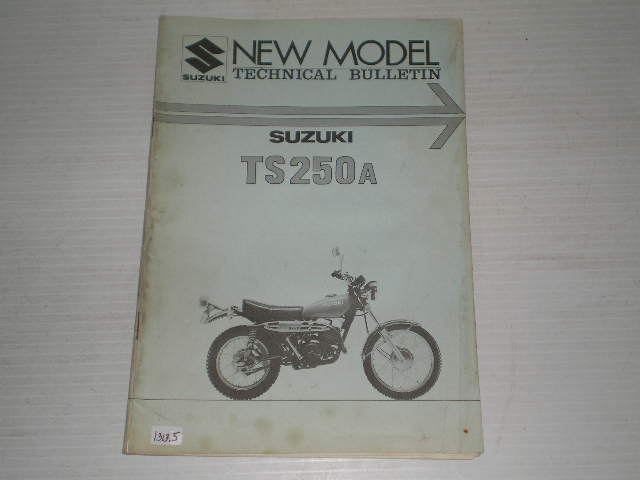 NEW MODEL
SUZUKI TECHNICAL BULLETIN
SUZUKI
TS250A
1313.5